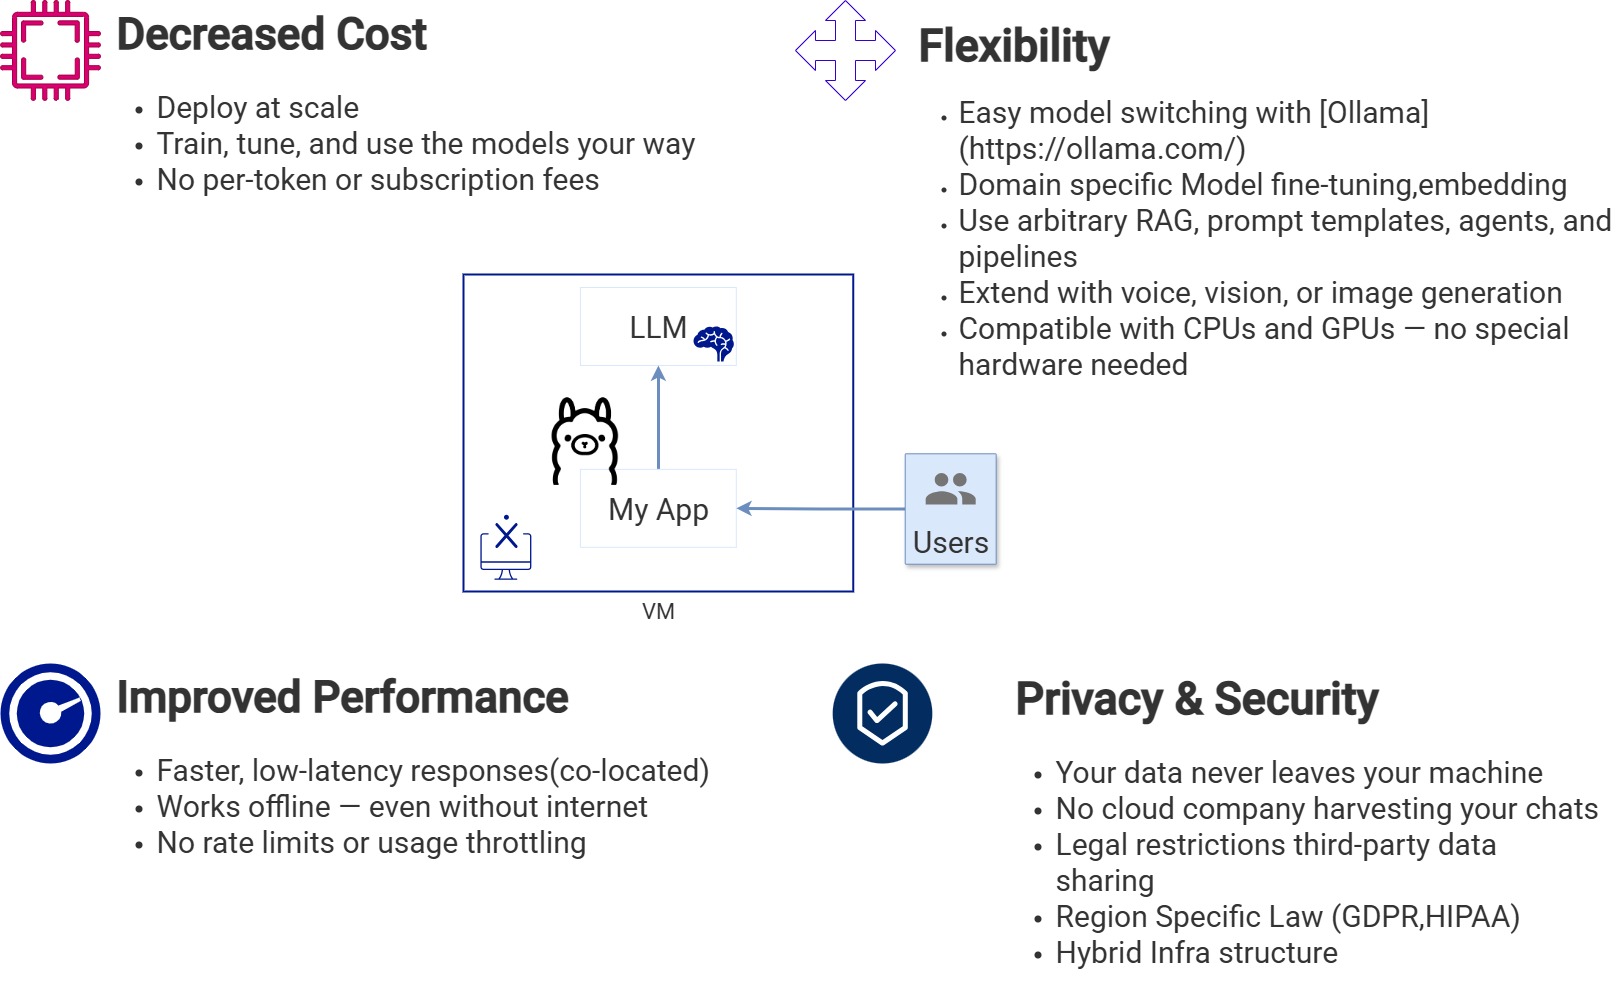 Decreased Cost
• Deploy at scale
• Train, tune, and use the models your way
• No per-token or subscription fees
Flexibility
• Easy model switching with [Ollama]
(https://ollama.com/)
• Domain specific Model fine-tuning,embedding
• Use arbitrary RAG, prompt templates, agents, and
pipelines
• Extend with voice, vision, or image generation
• Compatible with CPUs and GPUs — no special
hardware needed
LLM
My App
Users
VM
Improved Performance
• Faster, low-latency responses(co-located)
• Works offline — even without internet
• No rate limits or usage throttling
Privacy & Security
• Your data never leaves your machine
• No cloud company harvesting your chats
• Legal restrictions third-party data
sharing
• Region Specific Law (GDPR,HIPAA)
• Hybrid Infra structure